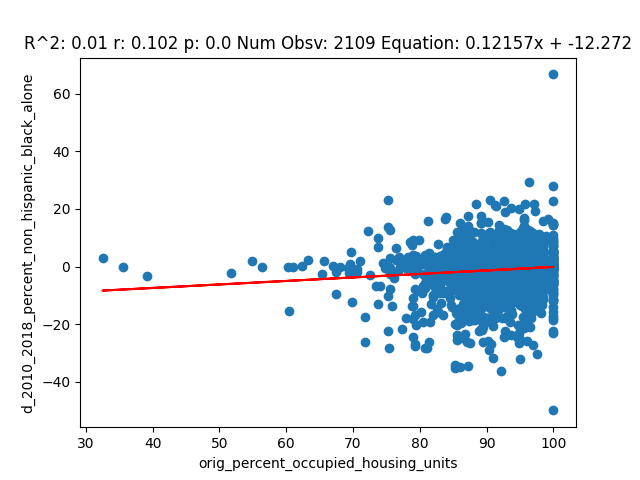 R^2: 0.01 r: 0.102 p: 0.0 Num Obsv: 2109 Equation: 0.12157x + -12.272
d_2010_2018_percent_non_hispanic_black_alone
60
40
20
0
−20
−40
30 40 50 60 70 80 90 100
orig_percent_occupied_housing_units